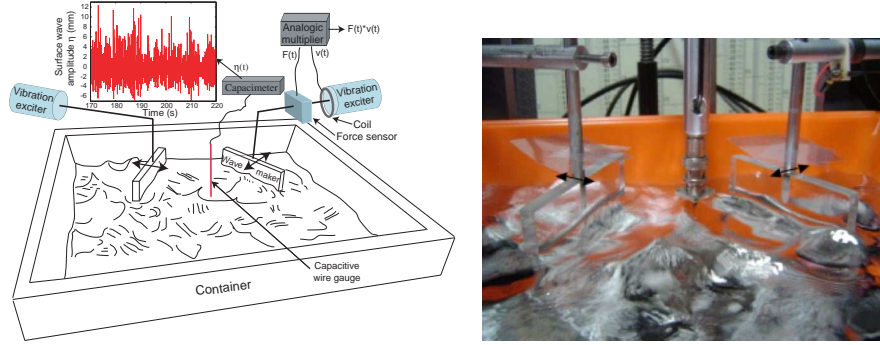 Surface wave
amplitude η (mm)
12
10
8
6
4
2
0
-2
-4
-6
170
180
190
200
210
220
Time (s)
η(t)
Capacimeter
Analogic
multiplier
F(t)*v(t)
F(t)
v(t)
Vibration
exciter
Vibration
exciter
Coil
Force sensor
Wave maker
Capacitive
wire gauge
Container